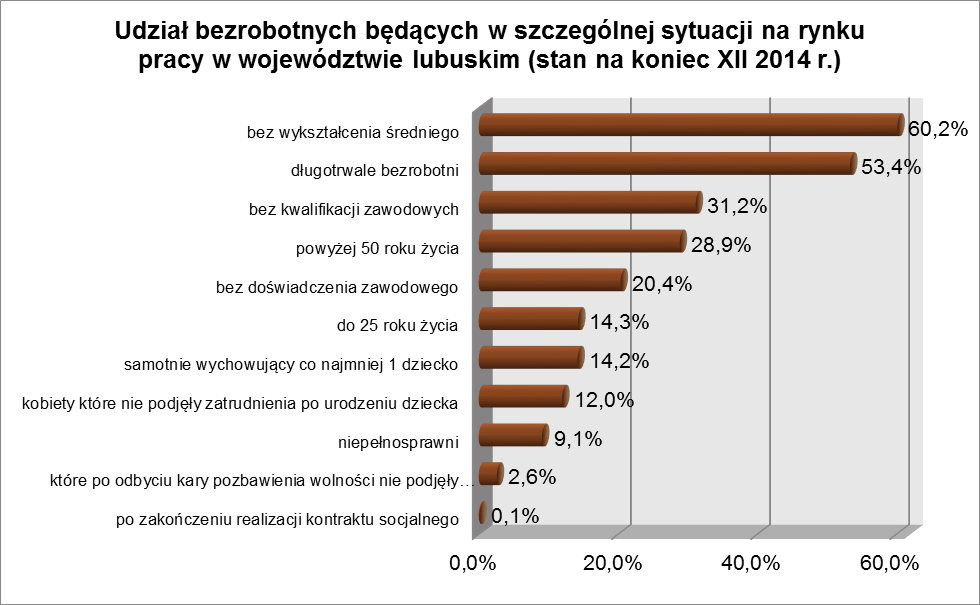 Udział bezrobotnych będących w szczególnej sytuacji na rynku
pracy w województwie lubuskim (stan na koniec XII 2014 r.)
bez wykształcenia średniego 60,2%
długotrwale bezrobotni 53,4%
bez kwalifikacji zawodowych 31,2%
powyżej 50 roku życia 28,9%
bez doświadczenia zawodowego 20,4%
do 25 roku życia 14,3%
samotnie wychowujący co najmniej 1 dziecko 14,2%
kobiety które nie podjęły zatrudnienia po urodzeniu dziecka 12,0%
niepełnosprawni 9,1%
które po odbyciu kary pozbawienia wolności nie podjęły… 2,6%
po zakończeniu realizacji kontraktu socjalnego 0,1%
0,0% 20,0% 40,0% 60,0%